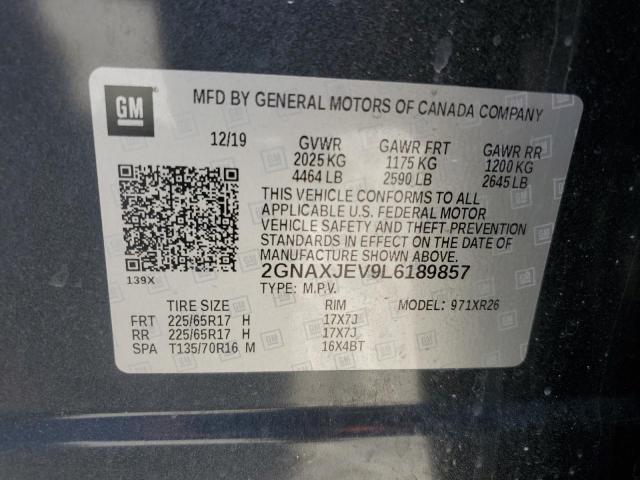 GM
MFD BY GENERAL MOTORS OF CANADA COMPANY
12/19 GVWR GAWR FRT GAWR RR
2025 KG 1175 KG 1200 KG
4464 LB 2590 LB 2645 LB
THIS VEHICLE CONFORMS TO ALL
APPLICABLE U.S. FEDERAL MOTOR
VEHICLE SAFETY, BUMPER, AND THEFT
PREVENTION STANDARDS IN EFFECT ON
THE DATE OF MANUFACTURE
SHOWN ABOVE.
2GNAXJEV9L6189857
139X
TYPE: M.P.V.
TIRE SIZE RIM MODEL: 971XR26
FRT 225/65R17 H 17X7J
RR 225/65R17 H 17X7J
SPA T135/70R16 M 16X4BT